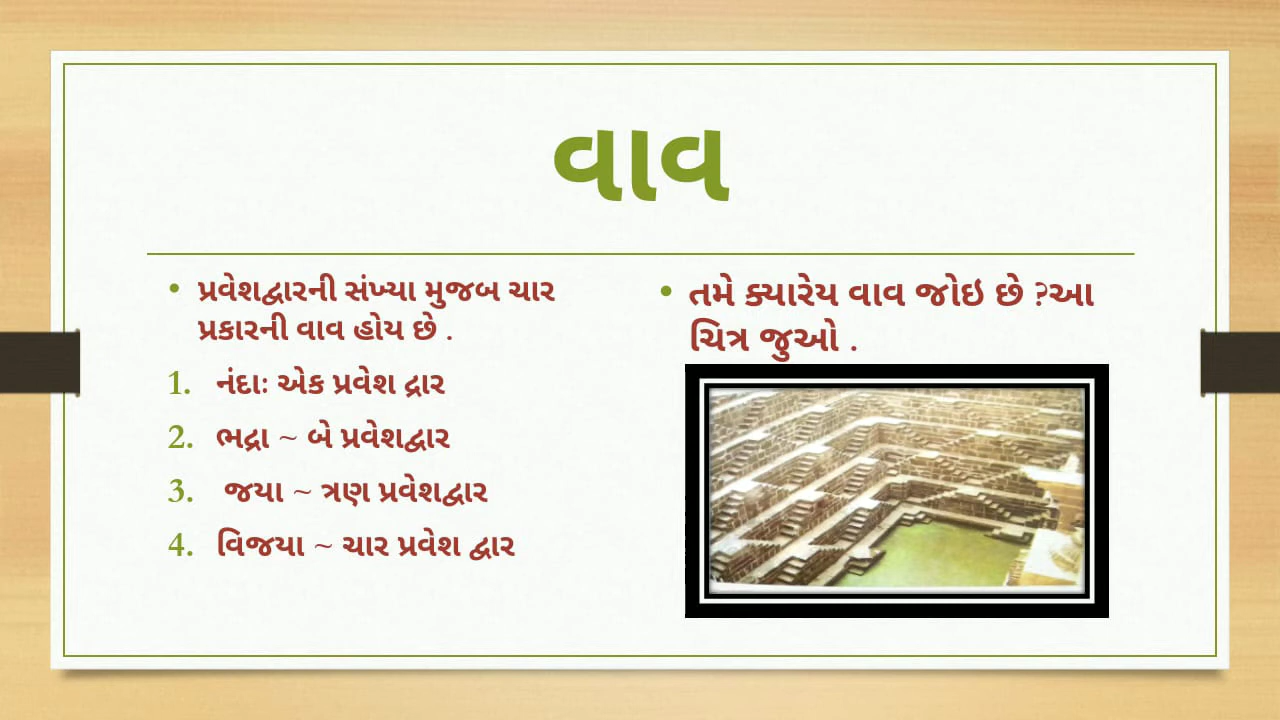 વાવ
• પ્રવેશદ્વારની સંખ્યા મુજબ ચાર
પ્રકારની વાવ હોય છે .
1. નંદાઃ એક પ્રવેશ દ્રાર
2. ભદ્રા ~ બે પ્રવેશદ્વાર
3. જયા ~ ત્રણ પ્રવેશદ્વાર
4. વિજયા ~ ચાર પ્રવેશ દ્વાર
• તમે ક્યારેય વાવ જોઇ છે ?આ
ચિત્ર જુઓ .